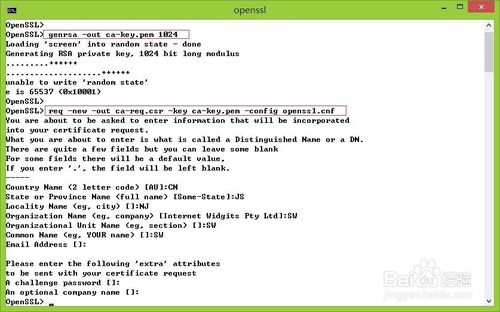 openssl
OpenSSL>
OpenSSL> genrsa -out ca-key.pem 1024
Loading 'screen' into random state - done
Generating RSA private key, 1024 bit long modulus
.........++++++
.....................++++++
unable to write 'random state'
e is 65537 (0x10001)
OpenSSL>
OpenSSL> req -new -out ca-req.csr -key ca-key.pem -config openssl.cnf
You are about to be asked to enter information that will be incorporated
into your certificate request.
What you are about to enter is what is called a Distinguished Name or a DN.
There are quite a few fields but you can leave some blank
For some fields there will be a default value,
If you enter '.', the field will be left blank.
-----
Country Name (2 letter code) [AU]:CN
State or Province Name (full name) [Some-State]:JS
Locality Name (eg, city) []:NJ
Organization Name (eg, company) [Internet Widgits Pty Ltd]:SW
Organizational Unit Name (eg, section) []:SW
Common Name (eg, YOUR name) []:SW
Email Address []:
Please enter the following 'extra' attributes
to be sent with your certificate request
A challenge password []:
An optional company name []:
OpenSSL> _
Baidu 经验
jingyan.baidu.com